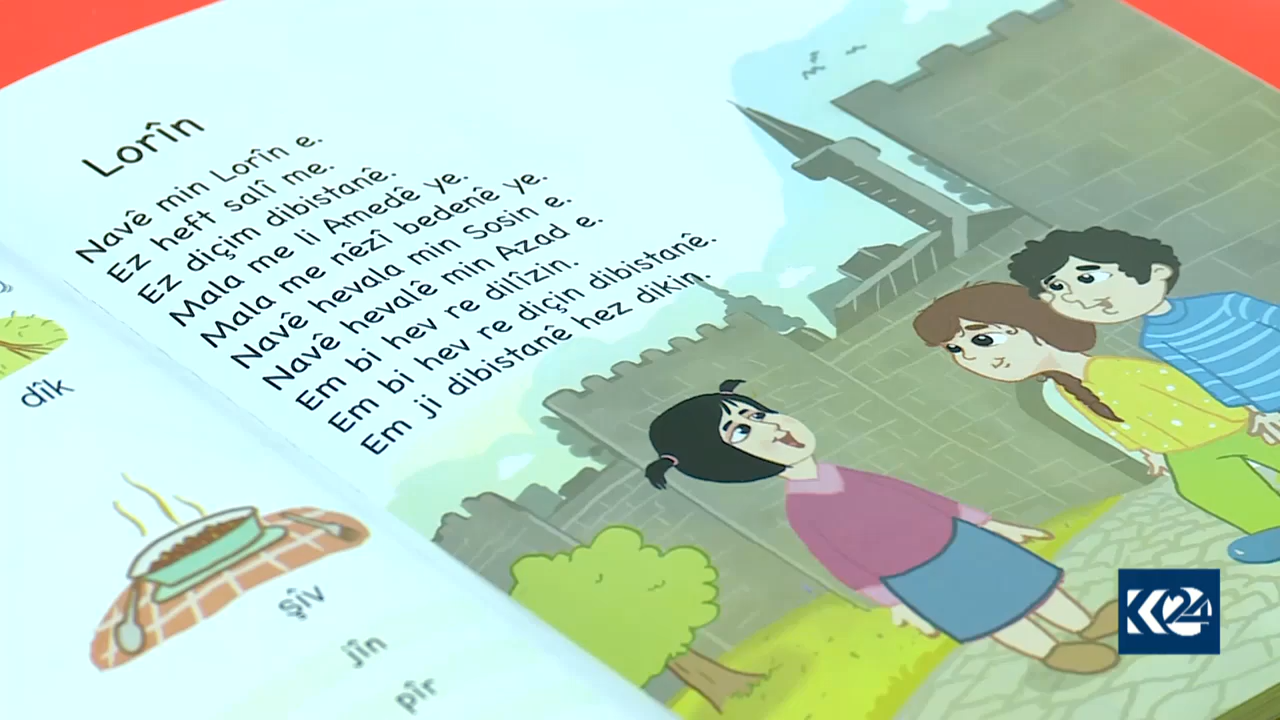 Lorîn
Navê min Lorîn e.
Ez heft salî me.
Ez diçim dibistanê.
Mala me li Amedê ye.
Mala me nêzî bedenê ye.
Navê hevala min Sosin e.
Navê hevalê min Azad e.
Em bi hev re dilîzin.
Em bi hev re diçin dibistanê.
Em ji dibistanê hez dikin.
dîk
şîv
jîn
pîr
K24